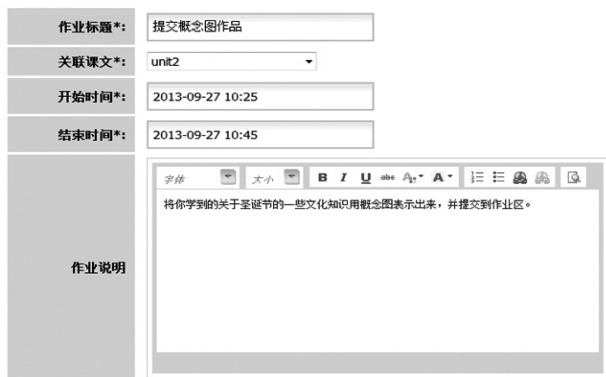 作业标题*: 提交概念图作品
关联课文*: unit2
开始时间*: 2013-09-27 10:25
结束时间*: 2013-09-27 10:45
字体 大小 B I U abc A A
作业说明
将你学到的关于圣诞节的一些文化知识用概念图表示出来，并提交到作业区。